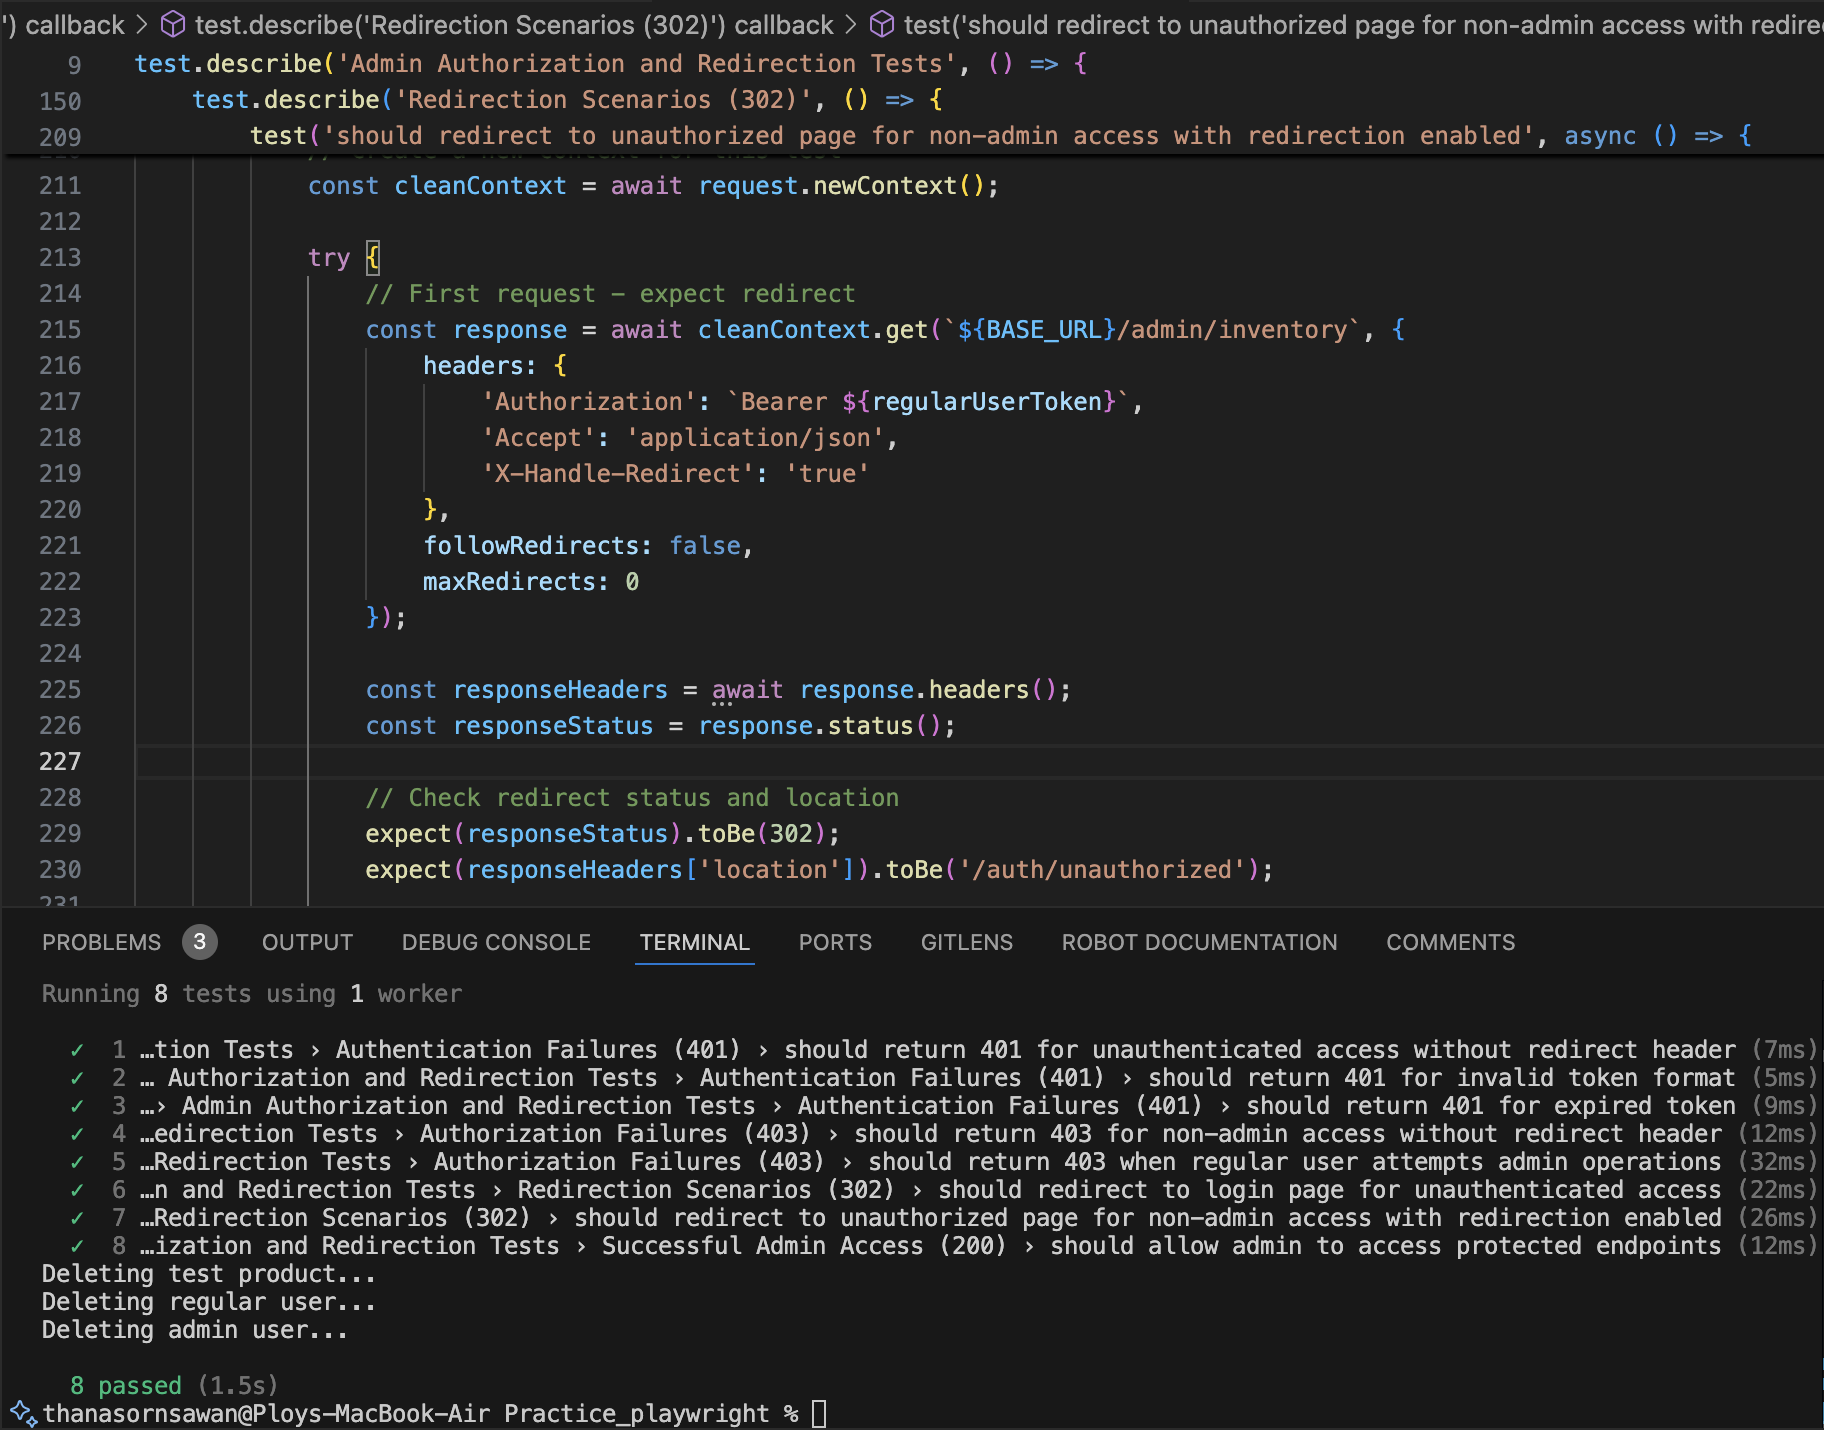 ') callback > test.describe('Redirection Scenarios (302)') callback > test('should redirect to unauthorized page for non-admin access with redire
9 test.describe('Admin Authorization and Redirection Tests', () => {
150 test.describe('Redirection Scenarios (302)', () => {
209 test('should redirect to unauthorized page for non-admin access with redirection enabled', async () => {
211 const cleanContext = await request.newContext();
212
213 try {
214 // First request – expect redirect
215 const response = await cleanContext.get(`${BASE_URL}/admin/inventory`, {
216 headers: {
217 'Authorization': `Bearer ${regularUserToken}`,
218 'Accept': 'application/json',
219 'X-Handle-Redirect': 'true'
220 },
221 followRedirects: false,
222 maxRedirects: 0
223 });
224
225 const responseHeaders = await response.headers();
226 const responseStatus = response.status();
227
228 // Check redirect status and location
229 expect(responseStatus).toBe(302);
230 expect(responseHeaders['location']).toBe('/auth/unauthorized');
231
PROBLEMS 3 OUTPUT DEBUG CONSOLE TERMINAL PORTS GITLENS ROBOT DOCUMENTATION COMMENTS
Running 8 tests using 1 worker
✓ 1 …tion Tests › Authentication Failures (401) › should return 401 for unauthenticated access without redirect header (7ms)
✓ 2 … Authorization and Redirection Tests › Authentication Failures (401) › should return 401 for invalid token format (5ms)
✓ 3 …› Admin Authorization and Redirection Tests › Authentication Failures (401) › should return 401 for expired token (9ms)
✓ 4 …edirection Tests › Authorization Failures (403) › should return 403 for non-admin access without redirect header (12ms)
✓ 5 …Redirection Tests › Authorization Failures (403) › should return 403 when regular user attempts admin operations (32ms)
✓ 6 …n and Redirection Tests › Redirection Scenarios (302) › should redirect to login page for unauthenticated access (22ms)
✓ 7 …Redirection Scenarios (302) › should redirect to unauthorized page for non-admin access with redirection enabled (26ms)
✓ 8 …ization and Redirection Tests › Successful Admin Access (200) › should allow admin to access protected endpoints (12ms)
Deleting test product...
Deleting regular user...
Deleting admin user...
8 passed (1.5s)
thanasornsawan@Ploys-MacBook-Air Practice_playwright %